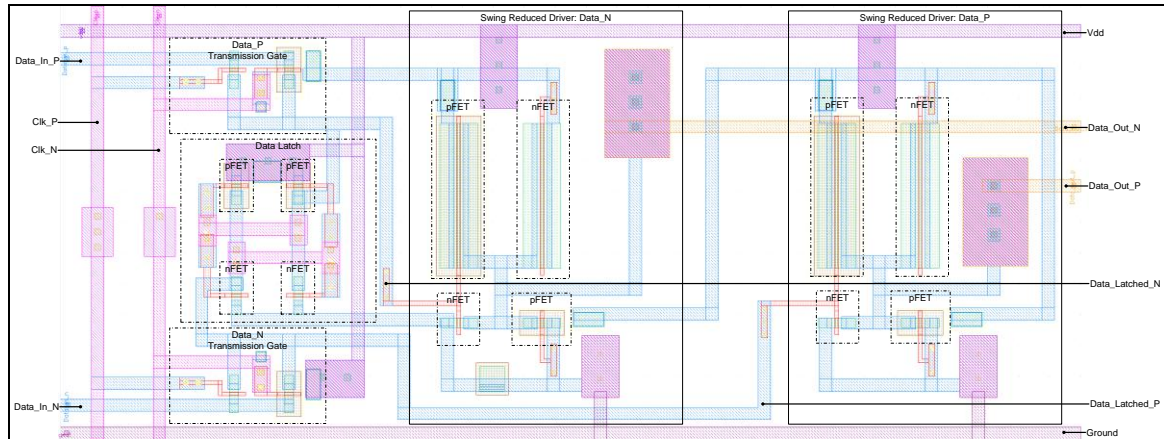 Swing Reduced Driver: Data_N
Swing Reduced Driver: Data_P
Vdd
Data_P
Transmission Gate
Data_In_P
pFET
nFET
pFET
nFET
Clk_P
Data_Out_N
Clk_N
Data Latch
pFET
pFET
Data_Out_P
nFET
nFET
Data_Latched_N
nFET
pFET
nFET
pFET
Data_N
Transmission Gate
Data_In_N
Data_Latched_P
Ground